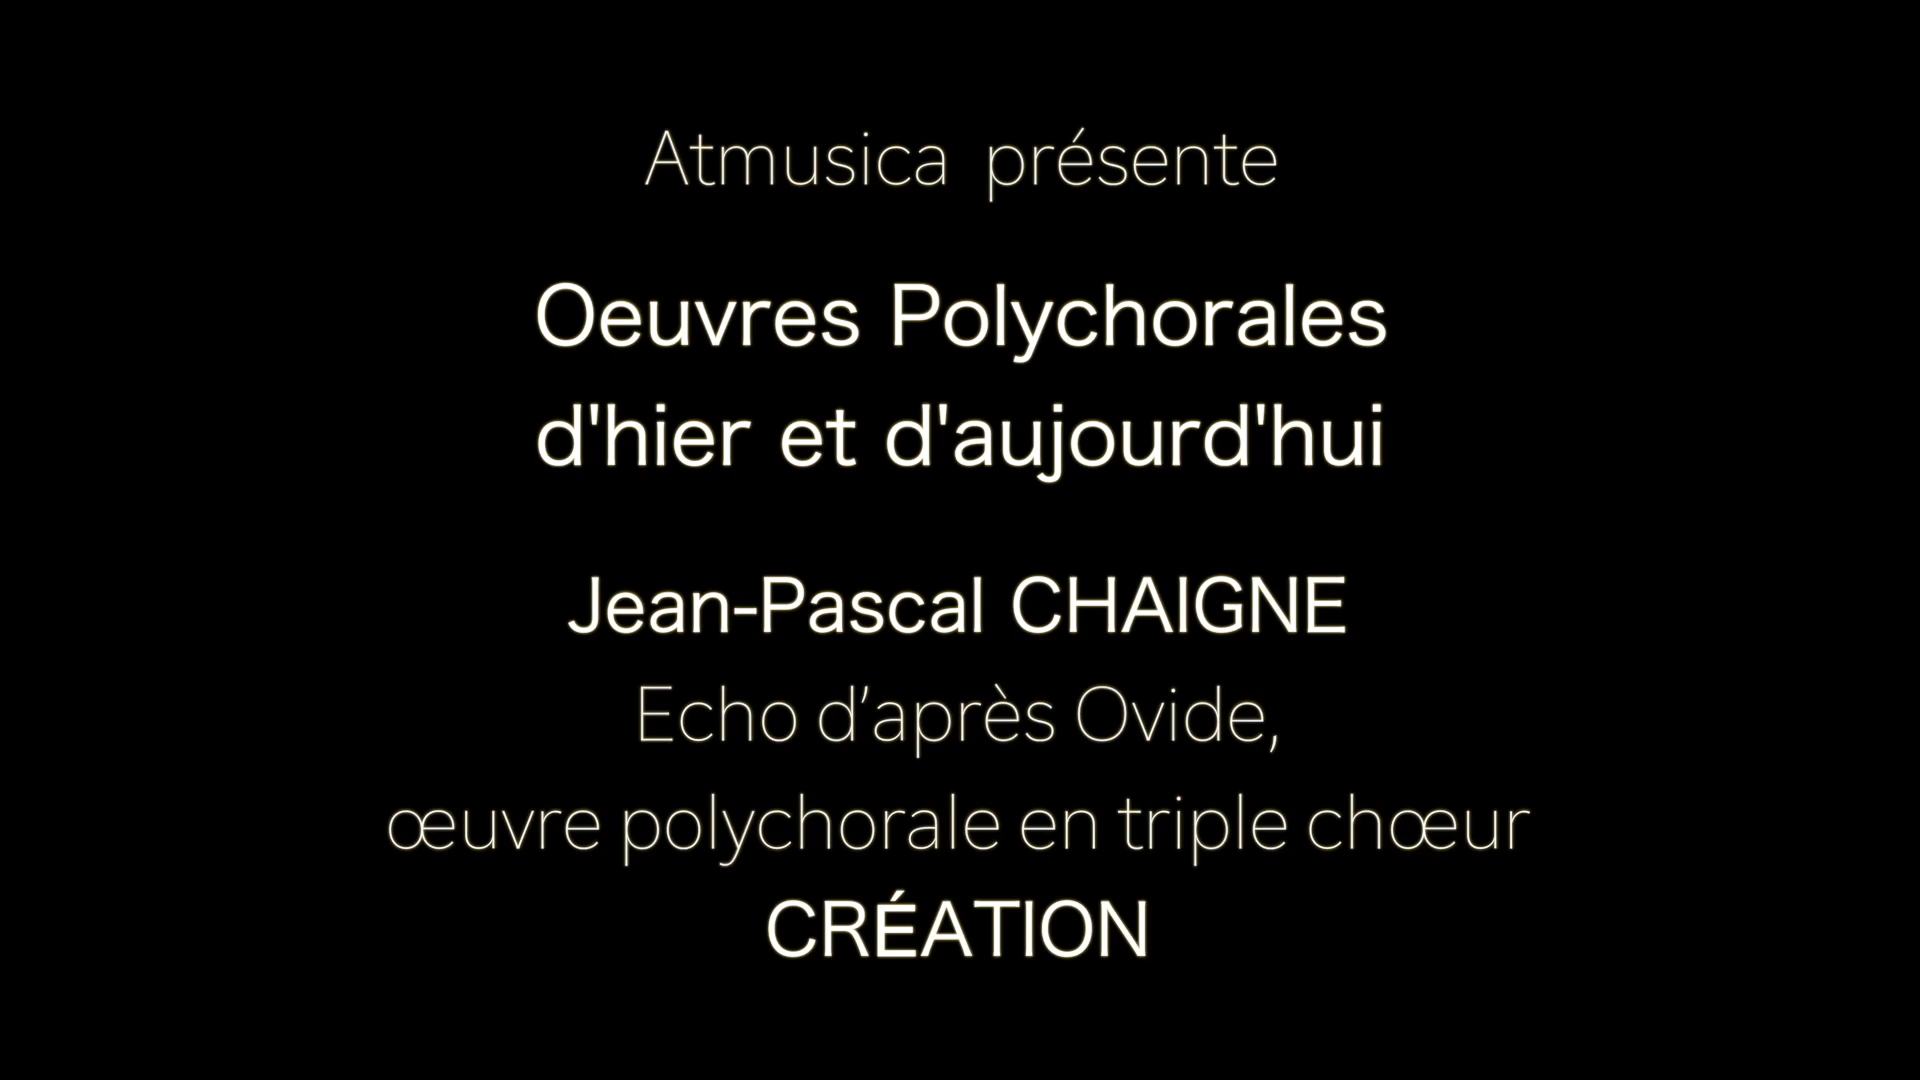 Atmusica présente
Oeuvres Polychorales
d'hier et d'aujourd'hui
Jean-Pascal CHAIGNE
Echo d’après Ovide,
œuvre polychorale en triple chœur
CRÉATION